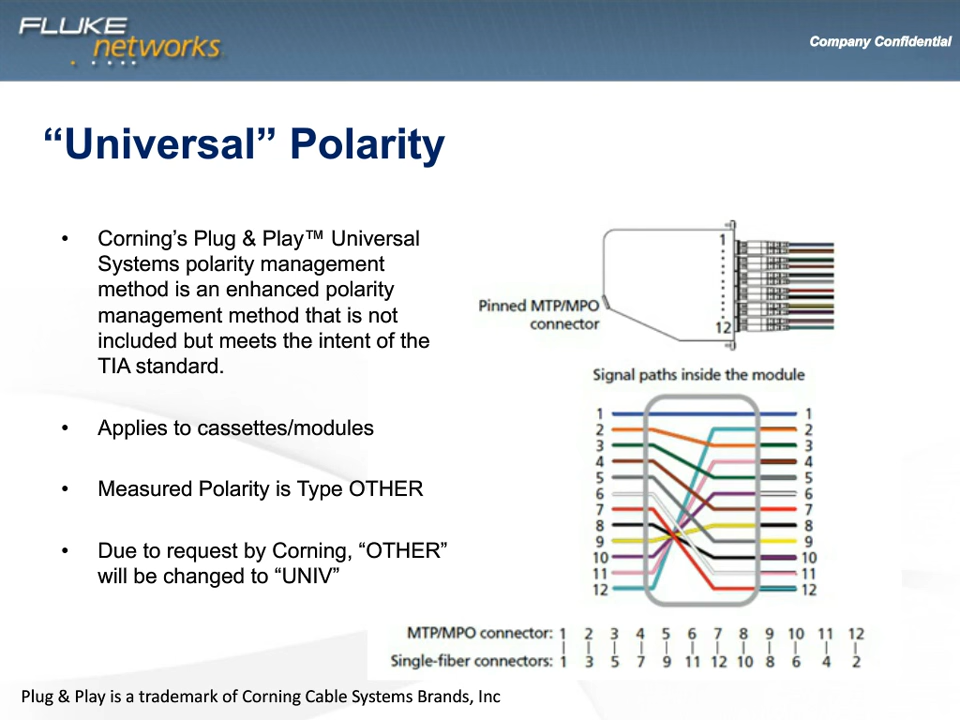 FLUKE
networks
Company Confidential
“Universal” Polarity
• Corning’s Plug & Play™ Universal
Systems polarity management
method is an enhanced polarity
management method that is not
included but meets the intent of the
TIA standard.
• Applies to cassettes/modules
• Measured Polarity is Type OTHER
• Due to request by Corning, “OTHER”
will be changed to “UNIV”
1
Pinned MTP/MPO
connector
12
Signal paths inside the module
1 1
2 2
3 3
4 4
5 5
6 6
7 7
8 8
9 9
10 10
11 11
12 12
MTP/MPO connector: 1 2 3 4 5 6 7 8 9 10 11 12
Single-fiber connectors: 1 3 5 7 9 11 12 10 8 6 4 2
Plug & Play is a trademark of Corning Cable Systems Brands, Inc